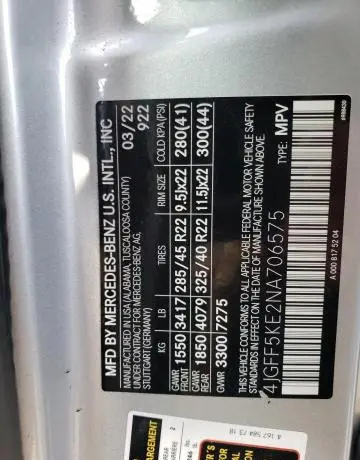 MFD BY MERCEDES-BENZ U.S. INTL., INC
MANUFACTURED IN USA (ALABAMA, TUSCALOOSA COUNTY)
UNDER CONTRACT FOR MERCEDES-BENZ AG,
STUTTGART (GERMANY)
03/22
922
KG LB RIM SIZE COLD KPA (PSI)
GAWR FRONT 1550 3417 285/45 R22 (9.5Jx22 280(41)
GAWR REAR 1850 4079 325/40 R22 (11.5)x22 300(44)
GVWR 3300 7275
THIS VEHICLE CONFORMS TO ALL APPLICABLE FEDERAL MOTOR VEHICLE SAFETY
STANDARDS IN EFFECT ON THE DATE OF MANUFACTURE SHOWN ABOVE.
4JGFF5KE2NA706575 TYPE: MPV
A 000 817 52 04